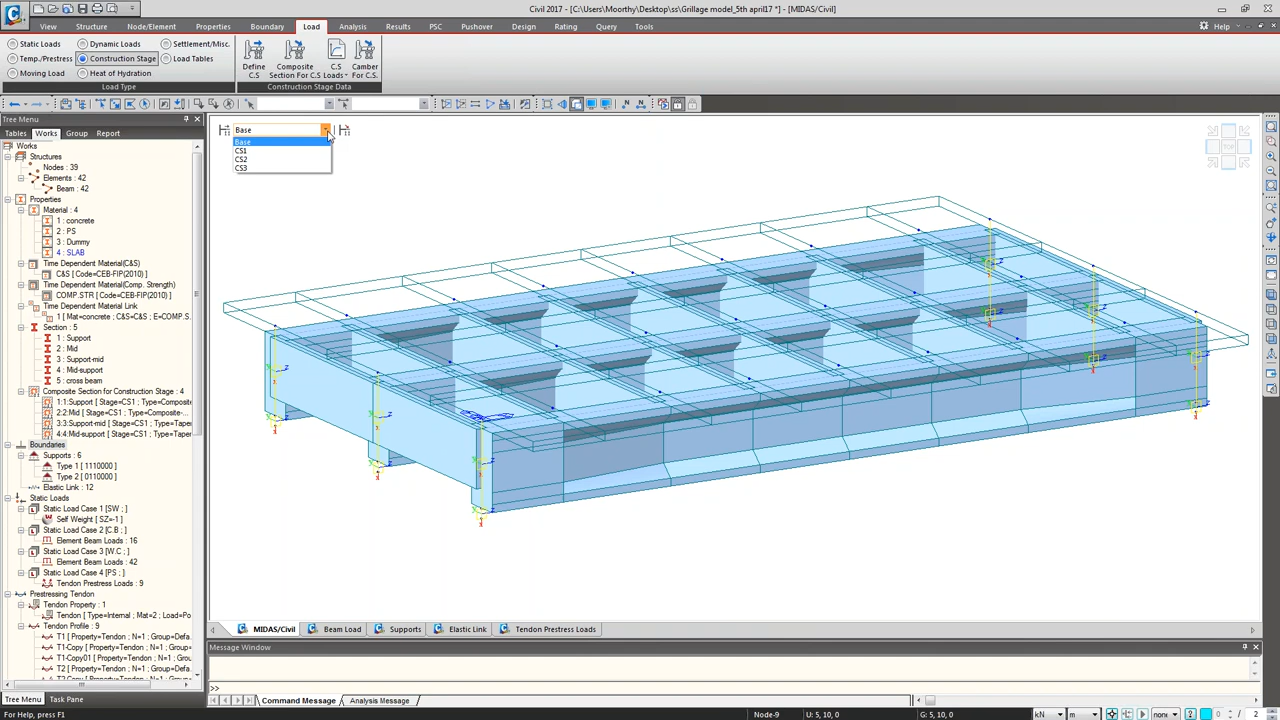 Civil 2017 - [C:\Users\Moorthy\Desktop\ss\Grillage model_5th april17 *] - [MIDAS/Civil]
View Structure Node/Element Properties Boundary Load Analysis Results PSC Pushover Design Rating Query Tools Help
Static Loads Dynamic Loads Settlement/Misc.
Temp./Prestress Construction Stage Load Tables
Moving Load Heat of Hydration
Define C.S
Composite Section For C.S
C.S Loads
Camber For C.S.
Load Type Construction Stage Data
Tree Menu
Tables Works Group Report
Works
Structures
Nodes : 39
Elements : 42
Beam : 42
Properties
Material : 4
1 : concrete
2 : PS
3 : Dummy
4 : SLAB
Time Dependent Material(C&S)
C&S [ Code=CEB-FIP(2010) ]
Time Dependent Material(Comp. Strength)
COMP.STR [ Code=CEB-FIP(2010) ]
Time Dependent Material Link
1 [ Mat=concrete ; C&S=C&S ; E=COMP.S
Section : 5
1 : Support
2 : Mid
3 : Support-mid
4 : Mid-support
5 : cross beam
Composite Section for Construction Stage : 4
1:1:Support [ Stage=CS1 ; Type=Composite
2:2:Mid [ Stage=CS1 ; Type=Composite-...
3:3:Support-mid [ Stage=CS1 ; Type=Tape
4:4:Mid-support [ Stage=CS1 ; Type=Taper
Boundaries
Supports : 6
Type 1 [ 1110000 ]
Type 2 [ 0110000 ]
Elastic Link : 12
Static Loads
Static Load Case 1 [SW ; ]
Self Weight [ SZ=-1 ]
Static Load Case 2 [C.B ; ]
Element Beam Loads : 16
Static Load Case 3 [W.C ; ]
Element Beam Loads : 42
Static Load Case 4 [PS ; ]
Tendon Prestress Loads : 9
Prestressing Tendon
Tendon Property : 1
Tendon [ Type=Internal ; Mat=2 ; Load=Po
Tendon Profile : 9
T1 [ Property=Tendon ; N=1 ; Group=Defa
T1-Copy [ Property=Tendon ; N=1 ; Group
T1-Copy01 [ Property=Tendon ; N=1 ; Gro
T2 [ Property=Tendon ; N=1 ; Group=Defa
Tree Menu Task Pane
Base
Base
CS1
CS2
CS3
TOP
MIDAS/Civil Beam Load Supports Elastic Link Tendon Prestress Loads
Message Window
>>
Command Message Analysis Message
For Help, press F1 Node-9 U: 5, 10, 0 G: 5, 10, 0 kN m none ? 0 / 2